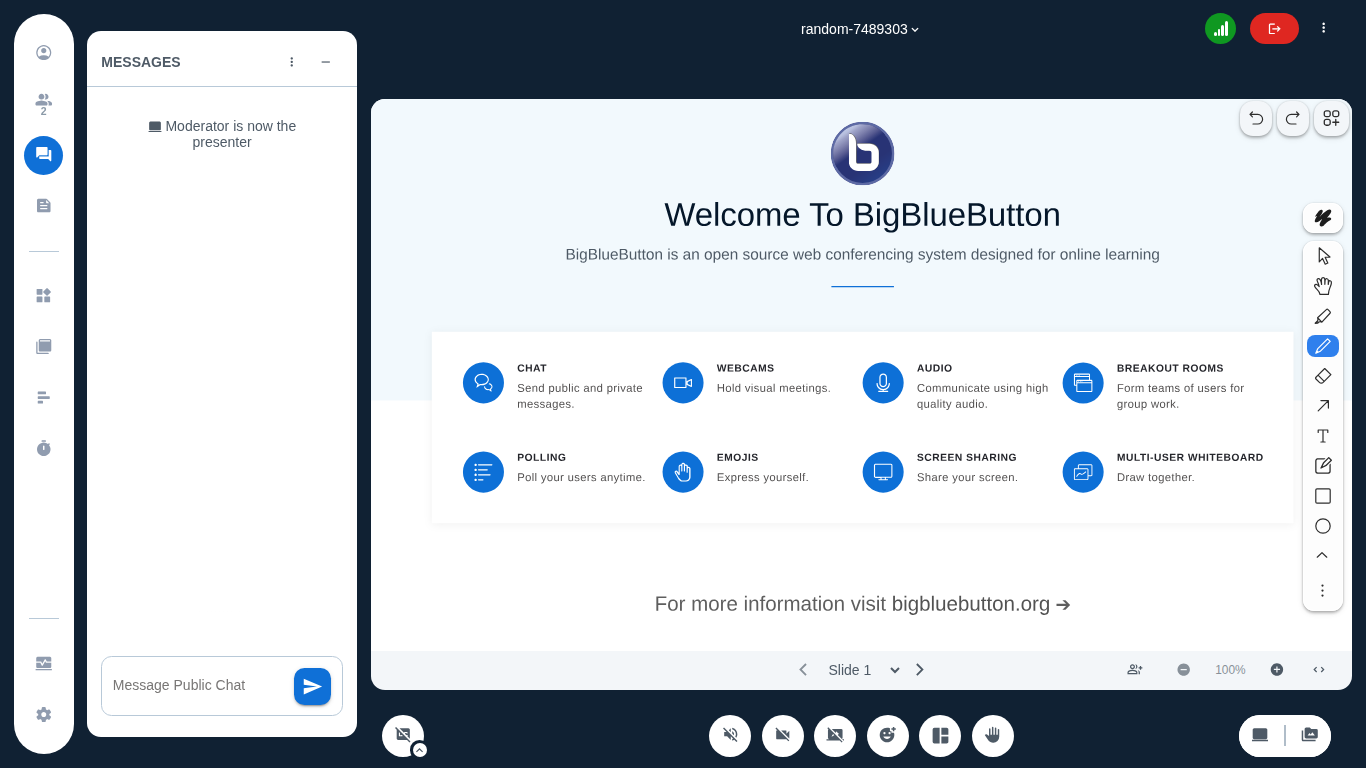 random-7489303
2
MESSAGES
Moderator is now the
presenter
Message Public Chat
Welcome To BigBlueButton
BigBlueButton is an open source web conferencing system designed for online learning
CHAT
Send public and private
messages.
WEBCAMS
Hold visual meetings.
AUDIO
Communicate using high
quality audio.
BREAKOUT ROOMS
Form teams of users for
group work.
POLLING
Poll your users anytime.
EMOJIS
Express yourself.
SCREEN SHARING
Share your screen.
MULTI-USER WHITEBOARD
Draw together.
For more information visit bigbluebutton.org ➔
Slide 1
100%